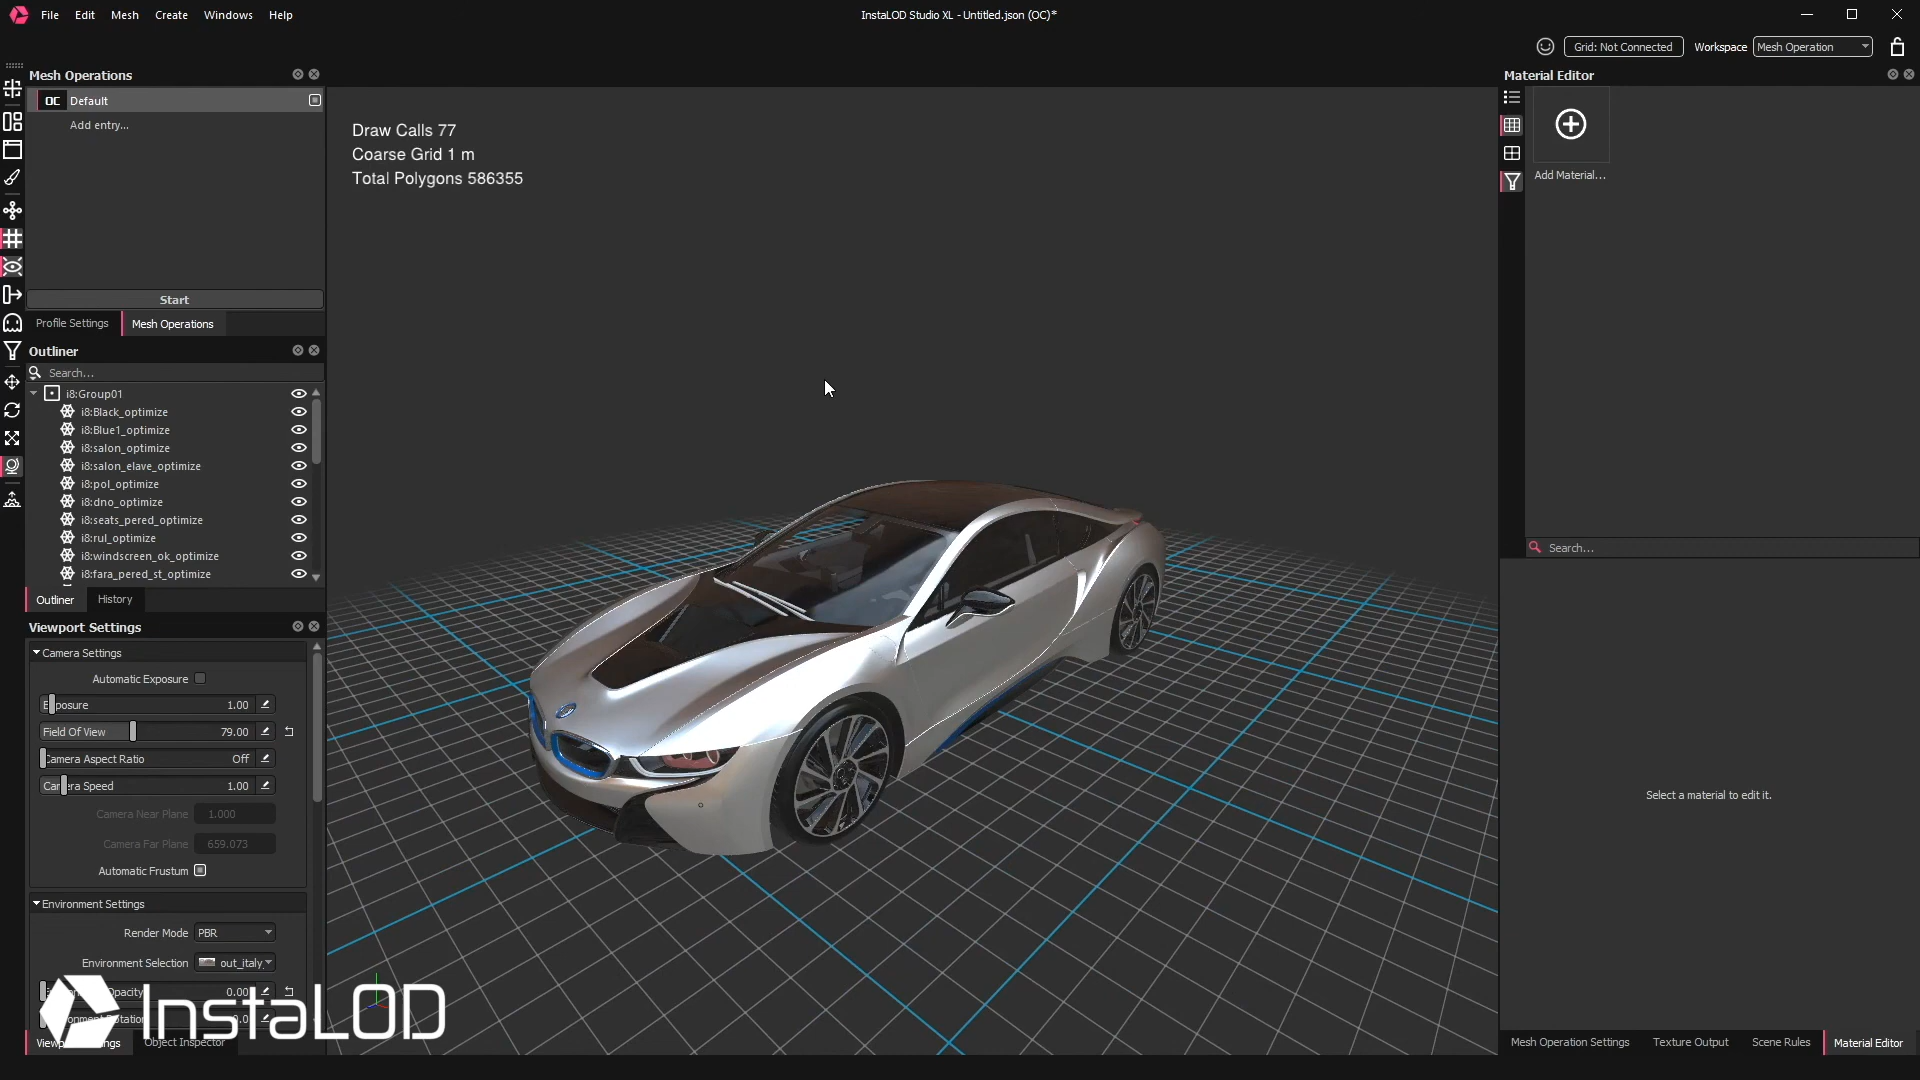 File Edit Mesh Create Windows Help
InstaLOD Studio XL - Untitled.json (OC)*
Grid: Not Connected
Workspace
Mesh Operation
Mesh Operations
OC Default
Add entry...
Start
Profile Settings
Mesh Operations
Outliner
Search...
i8:Group01
i8:Black_optimize
i8:Blue1_optimize
i8:salon_optimize
i8:salon_elave_optimize
i8:pol_optimize
i8:dno_optimize
i8:seats_pered_optimize
i8:rul_optimize
i8:windscreen_ok_optimize
i8:fara_pered_st_optimize
Outliner
History
Viewport Settings
Camera Settings
Automatic Exposure
Exposure 1.00
Field Of View 79.00
Camera Aspect Ratio Off
Camera Speed 1.00
Camera Near Plane 1.000
Camera Far Plane 659.073
Automatic Frustum
Environment Settings
Render Mode PBR
Environment Selection out_italy
Opacity 0.00
InstaLOD
Object Inspector
Draw Calls 77
Coarse Grid 1 m
Total Polygons 586355
Material Editor
Add Material...
Search...
Select a material to edit it.
Mesh Operation Settings
Texture Output
Scene Rules
Material Editor